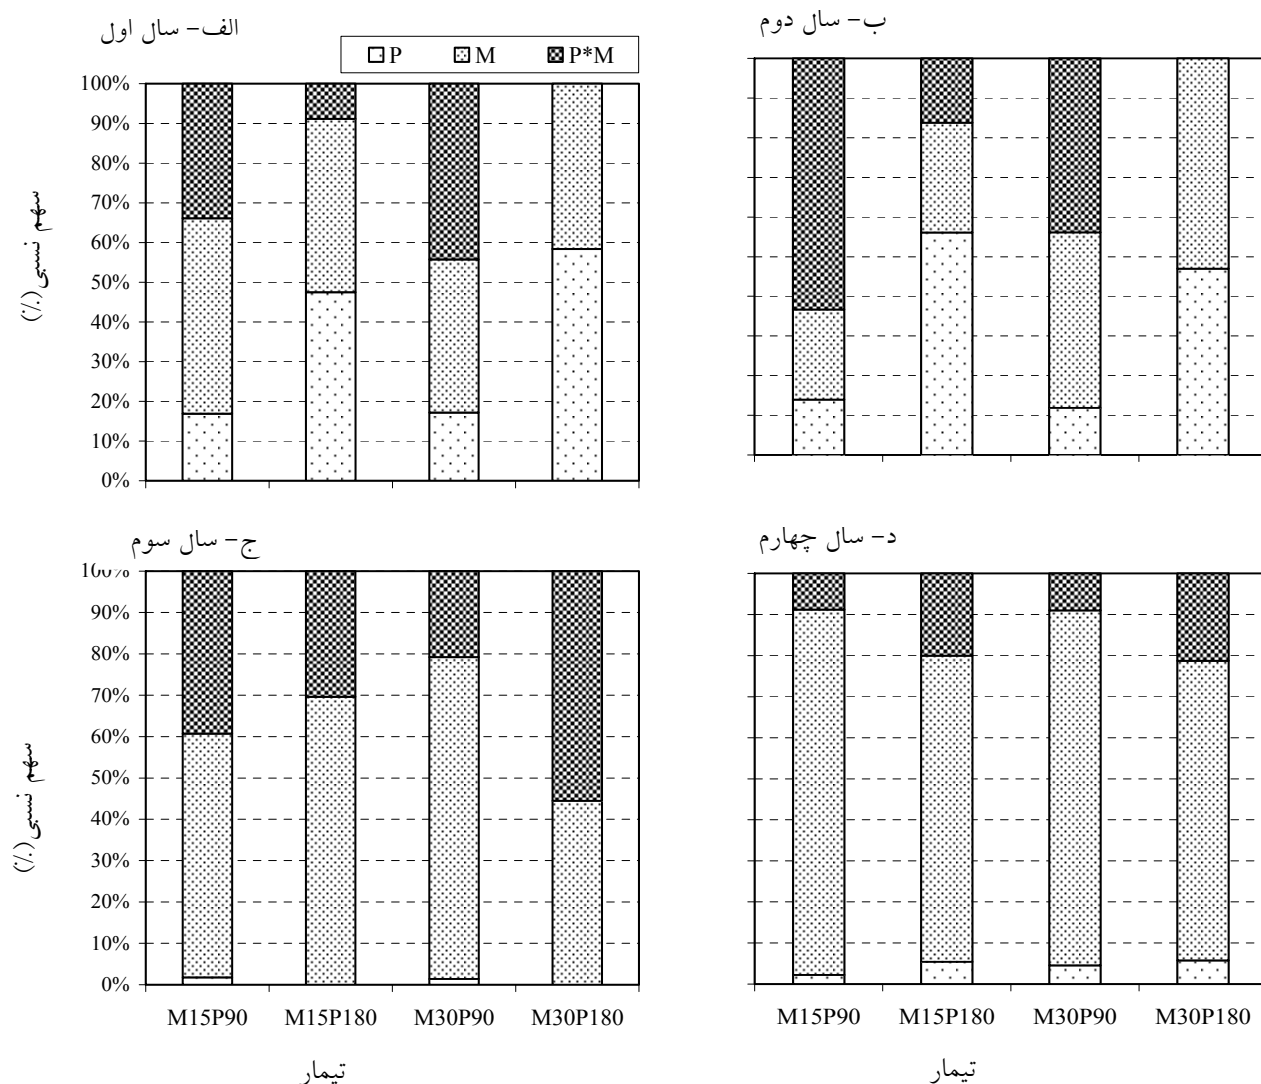 الف- سال اول
ب- سال دوم
P M P*M
100%
90%
80%
70%
60%
50%
40%
30%
20%
10%
0%
سهم نسبی(٪)
ج- سال سوم
د- سال چهارم
100%
90%
80%
70%
60%
50%
40%
30%
20%
10%
0%
سهم نسبی(٪)
M15P90 M15P180 M30P90 M30P180
M15P90 M15P180 M30P90 M30P180
تیمار
تیمار